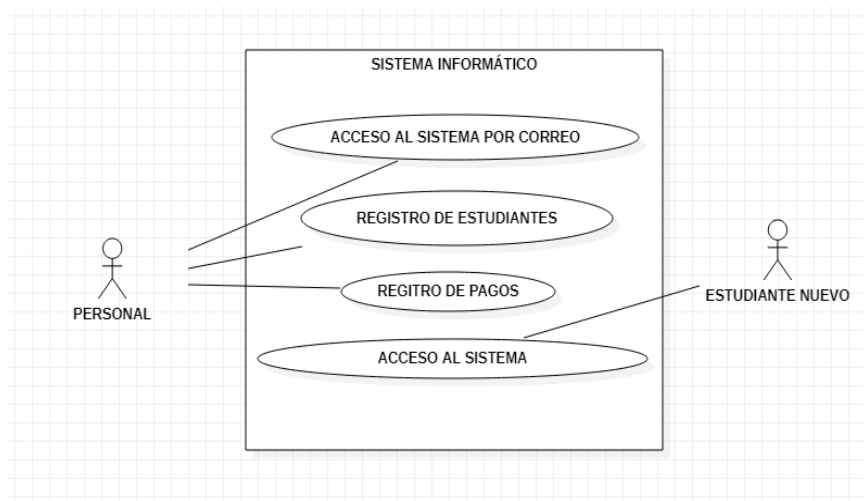 SISTEMA INFORMÁTICO
ACCESO AL SISTEMA POR CORREO
REGISTRO DE ESTUDIANTES
REGITRO DE PAGOS
ACCESO AL SISTEMA
PERSONAL
ESTUDIANTE NUEVO